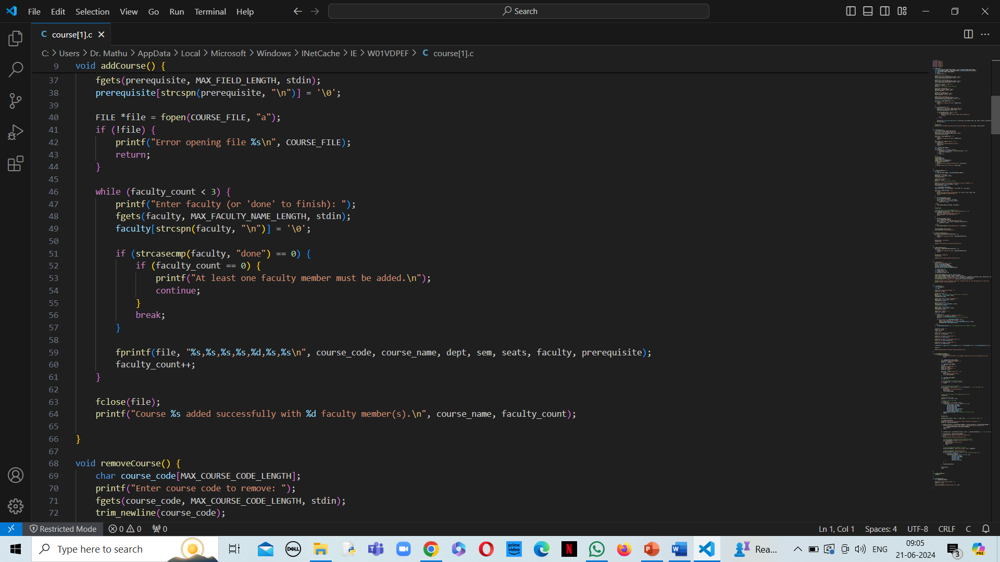 File Edit Selection View Go Run Terminal Help
Search
C course[1].c
C: > Users > Dr. Mathu > AppData > Local > Microsoft > Windows > INetCache > IE > W01VDPEF > C course[1].c
9 void addCourse() {
37 fgets(prerequisite, MAX_FIELD_LENGTH, stdin);
38 prerequisite[strcspn(prerequisite, "\n")] = '\0';
39
40 FILE *file = fopen(COURSE_FILE, "a");
41 if (!file) {
42 printf("Error opening file %s\n", COURSE_FILE);
43 return;
44 }
45
46 while (faculty_count < 3) {
47 printf("Enter faculty (or 'done' to finish): ");
48 fgets(faculty, MAX_FACULTY_NAME_LENGTH, stdin);
49 faculty[strcspn(faculty, "\n")] = '\0';
50
51 if (strcasecmp(faculty, "done") == 0) {
52 if (faculty_count == 0) {
53 printf("At least one faculty member must be added.\n");
54 continue;
55 }
56 break;
57 }
58
59 fprintf(file, "%s,%s,%s,%s,%d,%s,%s\n", course_code, course_name, dept, sem, seats, faculty, prerequisite);
60 faculty_count++;
61 }
62
63 fclose(file);
64 printf("Course %s added successfully with %d faculty member(s).\n", course_name, faculty_count);
65
66 }
67
68 void removeCourse() {
69 char course_code[MAX_COURSE_CODE_LENGTH];
70 printf("Enter course code to remove: ");
71 fgets(course_code, MAX_COURSE_CODE_LENGTH, stdin);
72 trim_newline(course_code);
Restricted Mode 0 0 0 Ln 1, Col 1 Spaces: 4 UTF-8 CRLF C
Type here to search
DELL
prime video
N
P
W
Rea...
ENG
09:05
21-06-2024
3
PRE